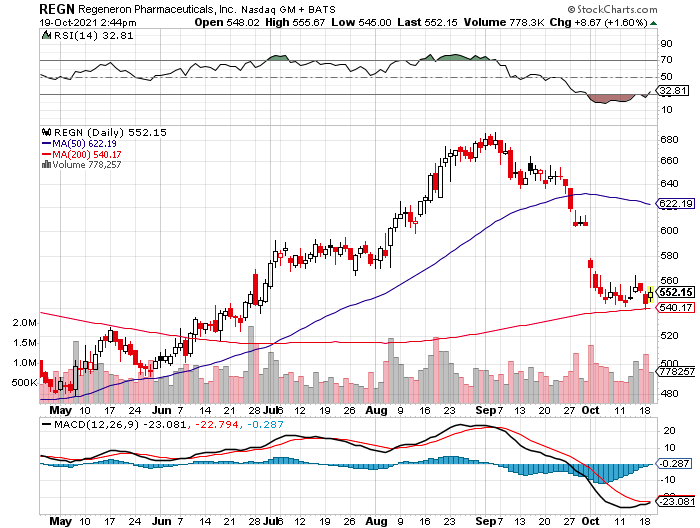 REGN Regeneron Pharmaceuticals, Inc. Nasdaq GM + BATS © StockCharts.com
19-Oct-2021 2:44pm Open 548.02 High 555.67 Low 545.00 Last 552.15 Volume 778.3K Chg +8.67 (+1.60%)
RSI(14) 32.81
90
70
50
32.81
30
10
REGN (Daily) 552.15
MA(50) 622.19
MA(200) 540.17
Volume 778,257
680
660
640
622.19
600
580
560
552.15
540.17
520
500
480
2.0M
1.5M
1.0M
500K
778257
May 10 17 24 Jun 7 14 21 28 Jul 6 12 19 26 Aug 9 16 23 Sep 7 13 20 27 Oct 11 18
MACD(12,26,9) -23.081, -22.794, -0.287
20
10
-0.287
-10
-23.081
May 10 17 24 Jun 7 14 21 28 Jul 6 12 19 26 Aug 9 16 23 Sep 7 13 20 27 Oct 11 18